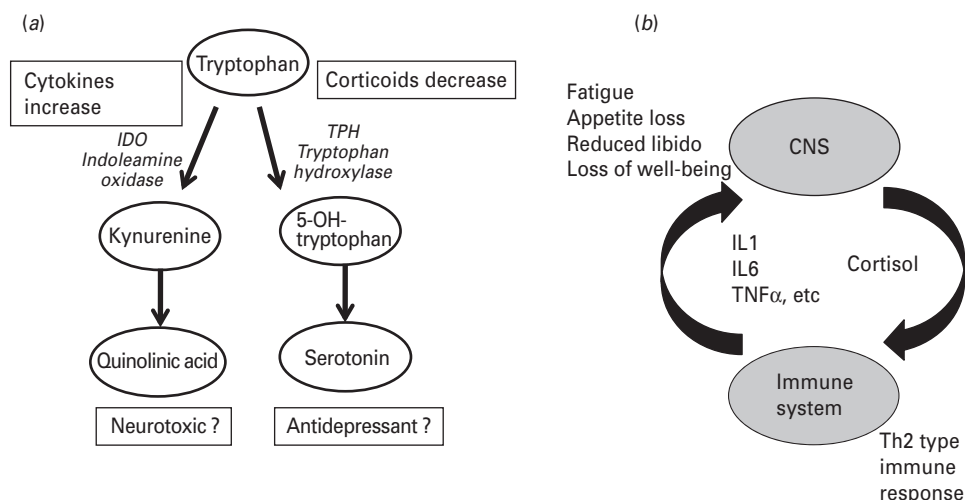 (a)
Tryptophan
Cytokines
increase
Corticoids decrease
IDO
Indoleamine
oxidase
TPH
Tryptophan
hydroxylase
Kynurenine
5-OH-
tryptophan
Quinolinic acid
Serotonin
Neurotoxic ?
Antidepressant ?
(b)
Fatigue
Appetite loss
Reduced libido
Loss of well-being
CNS
IL1
IL6
TNFα, etc
Cortisol
Immune
system
Th2 type
immune
response